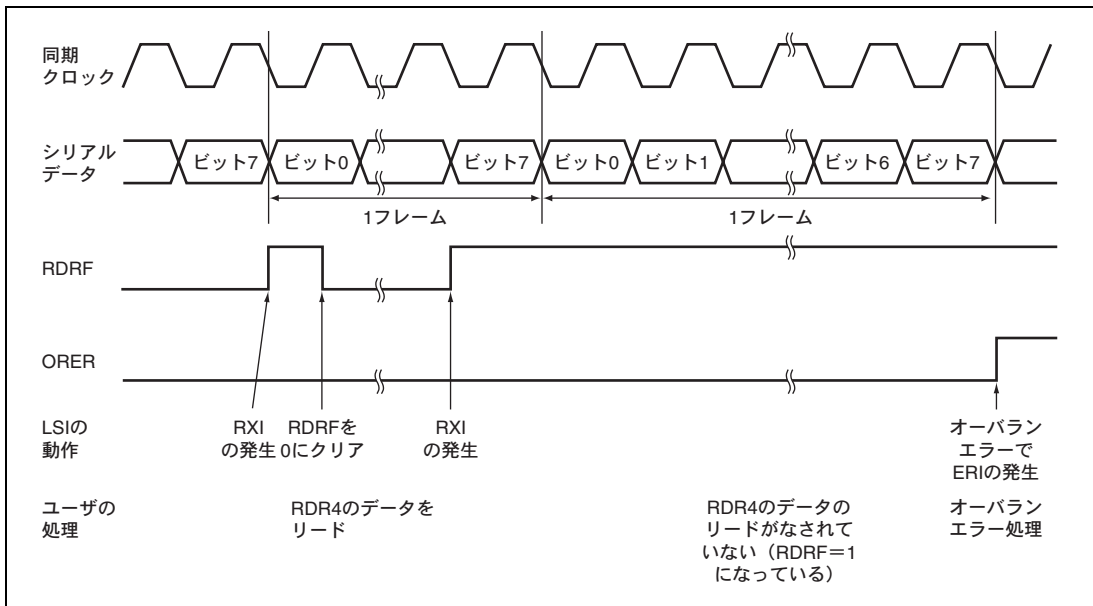 同期
クロック
シリアル
データ
ビット7
ビット0
ビット7
ビット0
ビット1
ビット6
ビット7
1フレーム
1フレーム
RDRF
ORER
LSIの
動作
RXI
の発生
RDRFを
0にクリア
RXI
の発生
オーバラン
エラーで
ERIの発生
ユーザの
処理
RDR4のデータを
リード
RDR4のデータの
リードがなされて
いない（RDRF＝1
になっている）
オーバラン
エラー処理